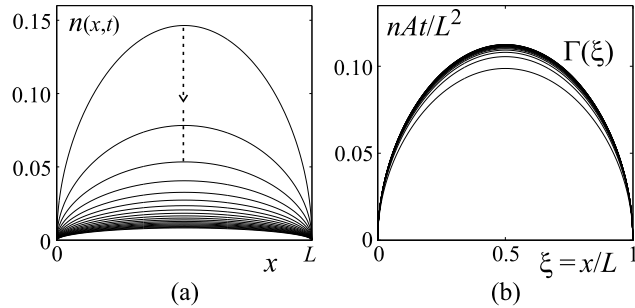 0.15
n(x,t)
0.10
0.05
0
0
x
L
(a)
nAt/L²
0.10
Γ(ξ)
0.05
0
0
0.5
ξ = x/L
1
(b)